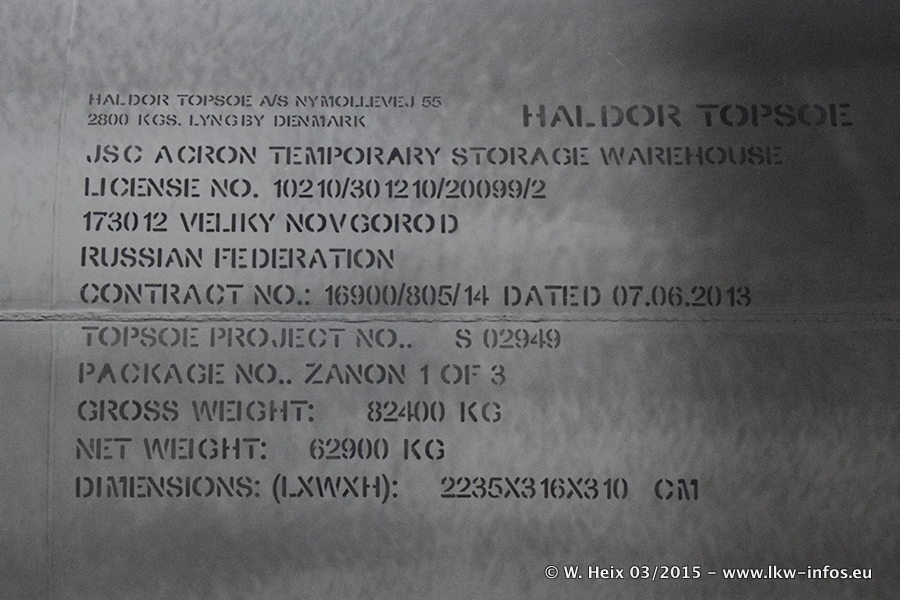 HALDOR TOPSOE A/S NYMOLLEVEJ 55
2800 KGS. LYNGBY DENMARK
HALDOR TOPSOE
JSC ACRON TEMPORARY STORAGE WAREHOUSE
LICENSE NO. 10210/301210/20099/2
173012 VELIKY NOVGOROD
RUSSIAN FEDERATION
CONTRACT NO.: 16900/805/14 DATED 07.06.2013
TOPSOE PROJECT NO.. S 02949
PACKAGE NO.. ZANON 1 OF 3
GROSS WEIGHT: 82400 KG
NET WEIGHT: 62900 KG
DIMENSIONS: (LXWXH): 2235X316X310 CM
© W. Heix 03/2015 - www.lkw-infos.eu